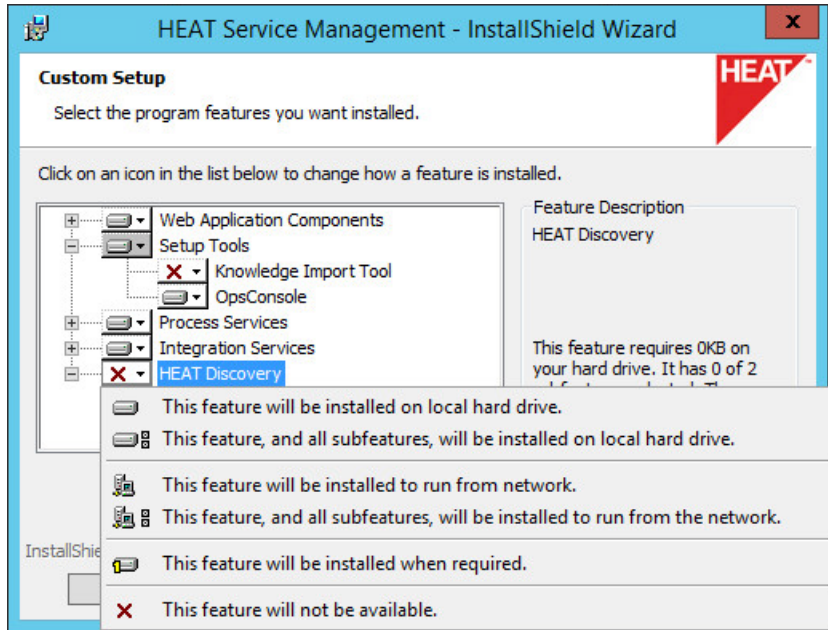 HEAT Service Management - InstallShield Wizard
x
Custom Setup
Select the program features you want installed.
HEAT
Click on an icon in the list below to change how a feature is installed.
Web Application Components
Setup Tools
Knowledge Import Tool
OpsConsole
Process Services
Integration Services
HEAT Discovery
Feature Description
HEAT Discovery
This feature requires 0KB on
your hard drive. It has 0 of 2
This feature will be installed on local hard drive.
This feature, and all subfeatures, will be installed on local hard drive.
This feature will be installed to run from network.
This feature, and all subfeatures, will be installed to run from the network.
This feature will be installed when required.
This feature will not be available.
InstallShie